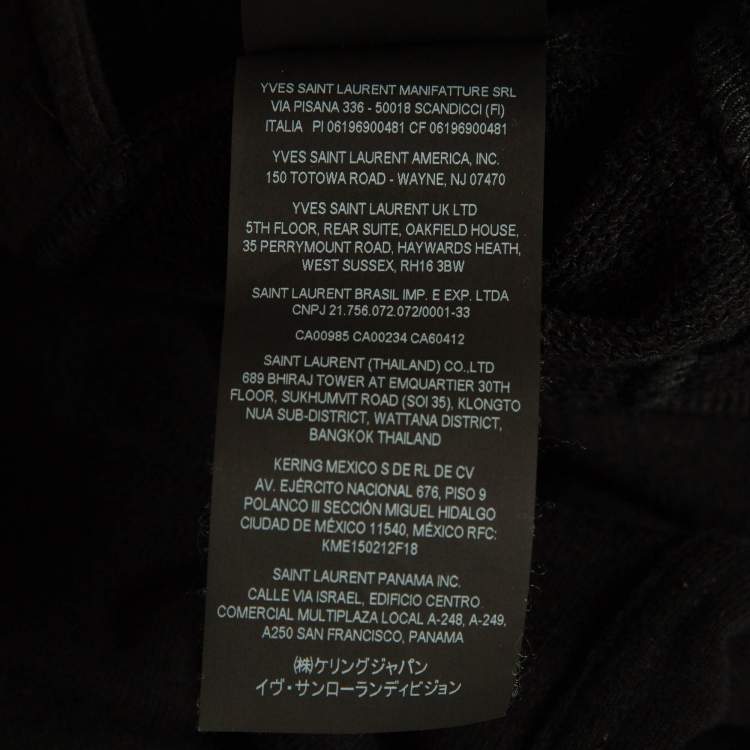 YVES SAINT LAURENT MANIFATTURE SRL
VIA PISANA 336 - 50018 SCANDICCI (FI)
ITALIA PI 06196900481 CF 06196900481
YVES SAINT LAURENT AMERICA, INC.
150 TOTOWA ROAD - WAYNE, NJ 07470
YVES SAINT LAURENT UK LTD
5TH FLOOR, REAR SUITE, OAKFIELD HOUSE,
35 PERRYMOUNT ROAD, HAYWARDS HEATH,
WEST SUSSEX, RH16 3BW
SAINT LAURENT BRASIL IMP. E EXP. LTDA
CNPJ 21.756.072.072/0001-33
CA00985 CA00234 CA60412
SAINT LAURENT (THAILAND) CO.,LTD
689 BHIRAJ TOWER AT EMQUARTIER 30TH
FLOOR, SUKHUMVIT ROAD (SOI 35), KLONGTO
NUA SUB-DISTRICT, WATTANA DISTRICT,
BANGKOK THAILAND
KERING MEXICO S DE RL DE CV
AV. EJÉRCITO NACIONAL 676, PISO 9
POLANCO III SECCIÓN MIGUEL HIDALGO
CIUDAD DE MÉXICO 11540, MÉXICO RFC:
KME150212F18
SAINT LAURENT PANAMA INC.
CALLE VIA ISRAEL, EDIFICIO CENTRO
COMERCIAL MULTIPLAZA LOCAL A-248, A-249,
A250 SAN FRANCISCO, PANAMA
㈱ケリングジャパン
イヴ・サンローランディビジョン